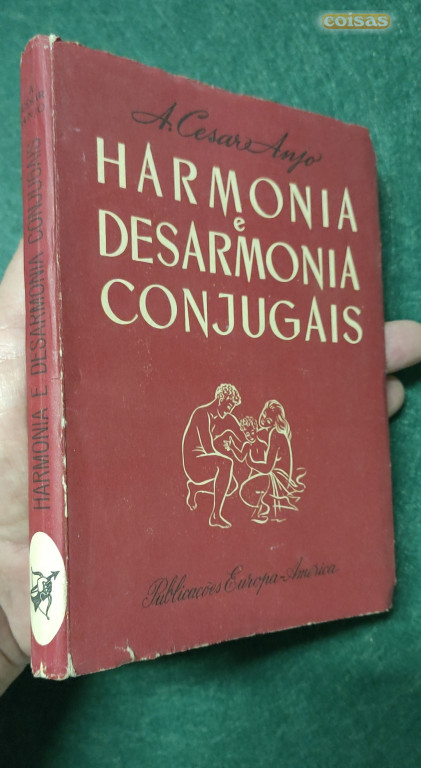 coisas
A. Cesar Anjo
HARMONIA
e
DESARMONIA
CONJUGAIS
Publicações Europa-América
HARMONIA E DESARMONIA CONJUGAIS